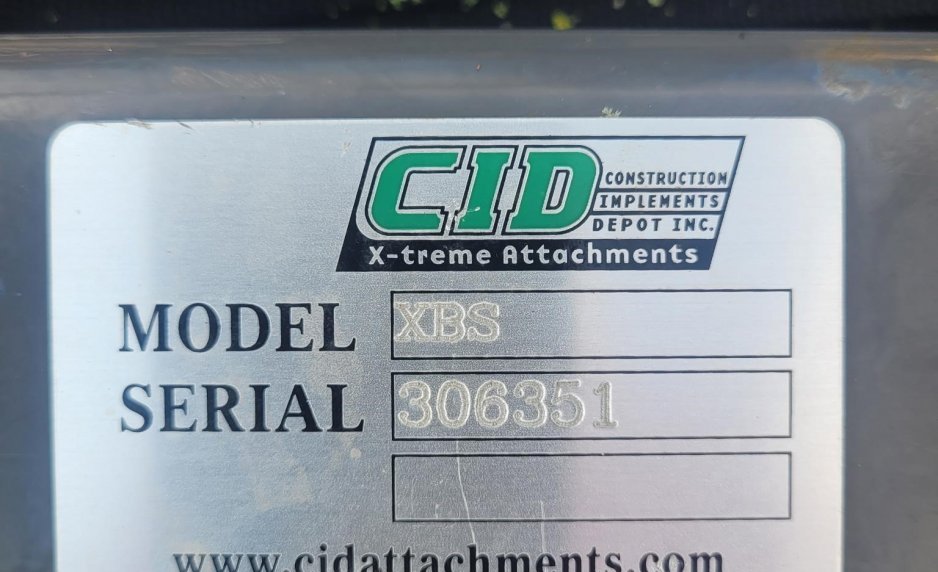 CID
CONSTRUCTION
IMPLEMENTS
DEPOT INC.
X-treme Attachments
MODEL XBS
SERIAL 306351
www.cidattachments.com